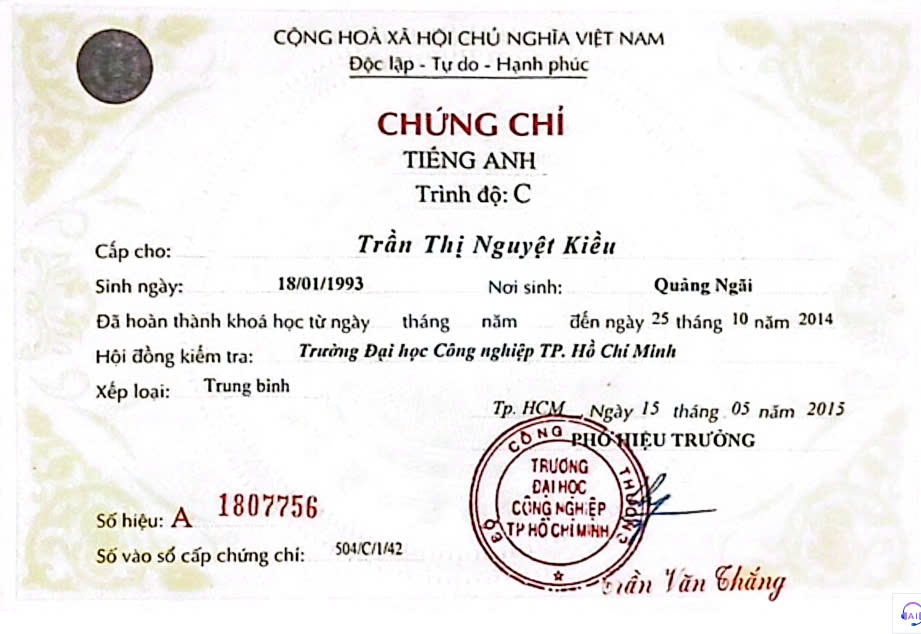 CỘNG HOÀ XÃ HỘI CHỦ NGHĨA VIỆT NAM
Độc lập - Tự do - Hạnh phúc
CHỨNG CHỈ
TIẾNG ANH
Trình độ: C
Cấp cho: Trần Thị Nguyệt Kiều
Sinh ngày: 18/01/1993 Nơi sinh: Quảng Ngãi
Đã hoàn thành khoá học từ ngày tháng năm đến ngày 25 tháng 10 năm 2014
Hội đồng kiểm tra: Trường Đại học Công nghiệp TP. Hồ Chí Minh
Xếp loại: Trung bình
Tp. HCM , Ngày 15 tháng 05 năm 2015
PHÓ HIỆU TRƯỞNG
BỘ CÔNG THƯƠNG
TRƯỜNG
ĐẠI HỌC
CÔNG NGHIỆP
TP HỒ CHÍ MINH
Số hiệu: A 1807756
Số vào sổ cấp chứng chỉ: 504/C/1/42
Trần Văn Thắng
AI